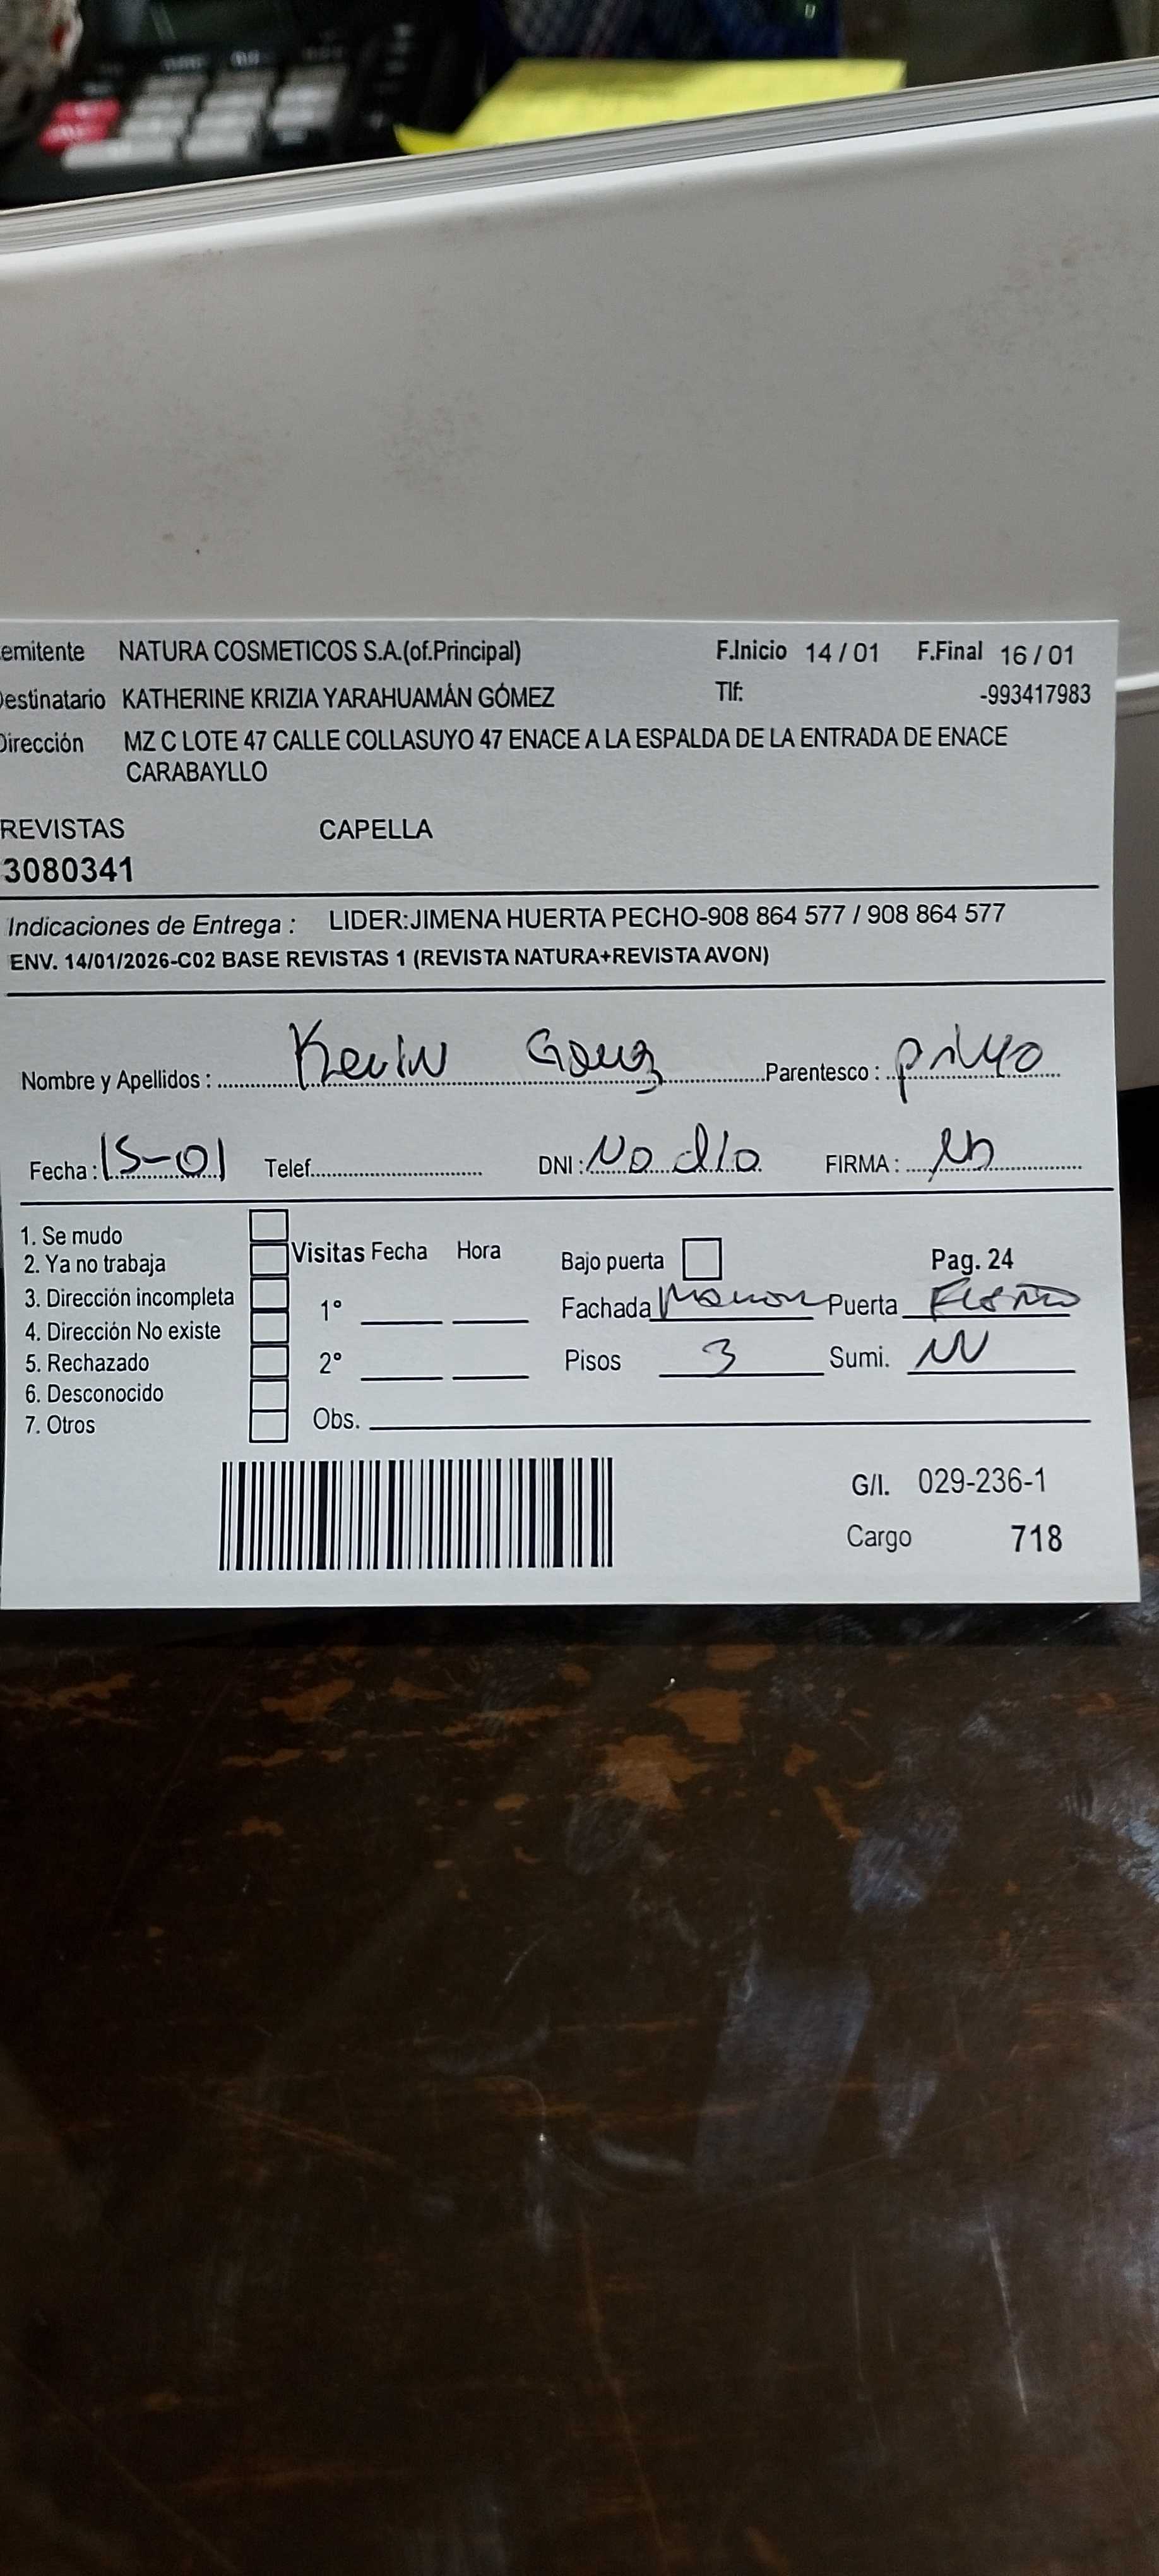 emitente NATURA COSMETICOS S.A.(of.Principal) F.Inicio 14 / 01 F.Final 16 / 01
Destinatario KATHERINE KRIZIA YARAHUAMÁN GÓMEZ Tlf: -993417983
Dirección MZ C LOTE 47 CALLE COLLASUYO 47 ENACE A LA ESPALDA DE LA ENTRADA DE ENACE
CARABAYLLO
REVISTAS CAPELLA
3080341
Indicaciones de Entrega : LIDER:JIMENA HUERTA PECHO-908 864 577 / 908 864 577
ENV. 14/01/2026-C02 BASE REVISTAS 1 (REVISTA NATURA+REVISTA AVON)
Nombre y Apellidos : Kevin Parentesco : primo
Fecha : 15-01 Telef. DNI : NO dio FIRMA :
1. Se mudo
2. Ya no trabaja
3. Dirección incompleta
4. Dirección No existe
5. Rechazado
6. Desconocido
7. Otros
Visitas Fecha Hora
1°
2°
Obs.
Bajo puerta Pag. 24
Fachada Puerta
Pisos 3 Sumi.
G/I. 029-236-1
Cargo 718